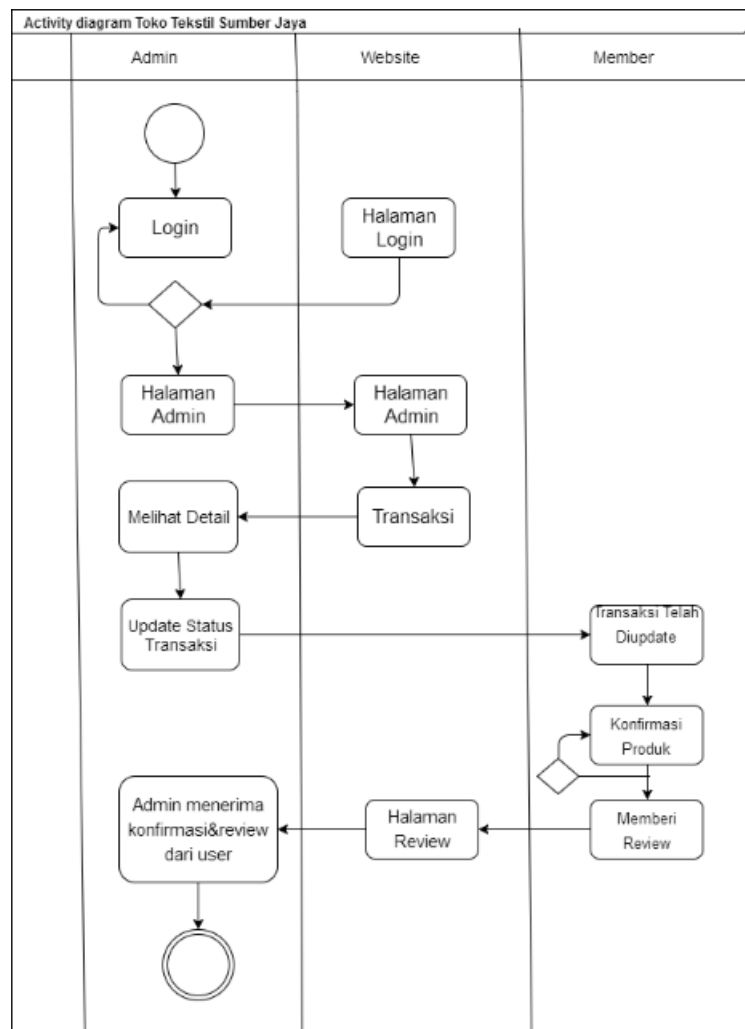 Activity diagram Toko Tekstil Sumber Jaya
Admin
Website
Member
Login
Halaman
Login
Halaman
Admin
Halaman
Admin
Melihat Detail
Transaksi
Update Status
Transaksi
Transaksi Telah
Diupdate
Konfirmasi
Produk
Admin menerima
konfirmasi&review
dari user
Halaman
Review
Memberi
Review